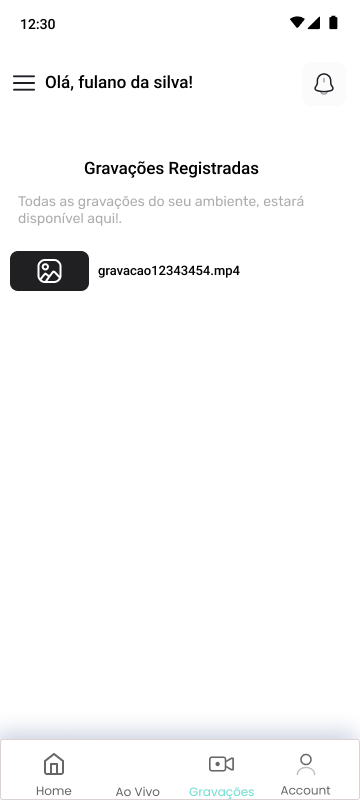 12:30
Olá, fulano da silva!
Gravações Registradas
Todas as gravações do seu ambiente, estará
disponível aqui!.
gravacao12343454.mp4
Home
Ao Vivo
Gravações
Account